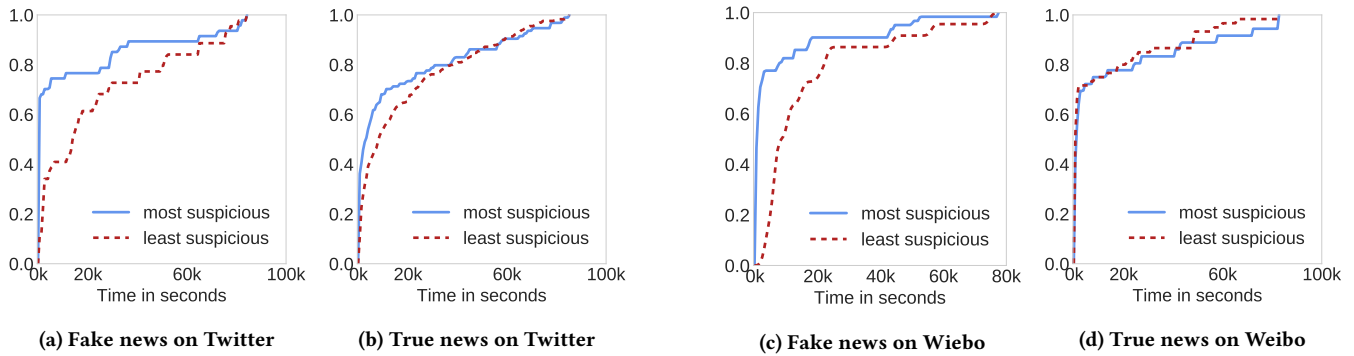 1.0
0.8
0.6
0.4
0.2
0.0
0k 20k 60k 100k
Time in seconds
most suspicious
least suspicious
(a) Fake news on Twitter
1.0
0.8
0.6
0.4
0.2
0.0
0k 20k 60k 100k
Time in seconds
most suspicious
least suspicious
(b) True news on Twitter
1.0
0.8
0.6
0.4
0.2
0.0
0k 20k 40k 60k 80k
Time in seconds
most suspicious
least suspicious
(c) Fake news on Wiebo
1.0
0.8
0.6
0.4
0.2
0.0
0k 20k 60k 100k
Time in seconds
most suspicious
least suspicious
(d) True news on Weibo